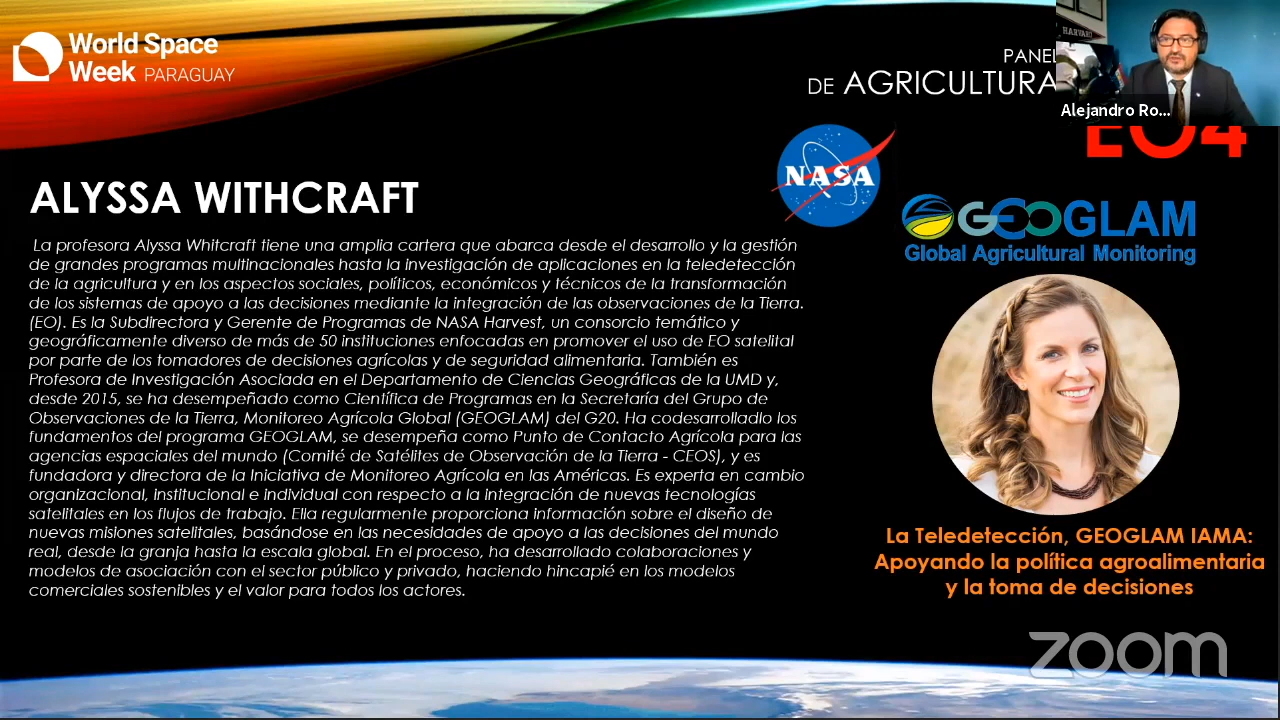 World Space
Week PARAGUAY
PANEL
DE AGRICULTURA
Alejandro Ro...
EO4
NASA
GEOGLAM
Global Agricultural Monitoring
ALYSSA WITHCRAFT
La profesora Alyssa Whitcraft tiene una amplia cartera que abarca desde el desarrollo y la gestión
de grandes programas multinacionales hasta la investigación de aplicaciones en la teledetección
de la agricultura y en los aspectos sociales, políticos, económicos y técnicos de la transformación
de los sistemas de apoyo a las decisiones mediante la integración de las observaciones de la Tierra.
(EO). Es la Subdirectora y Gerente de Programas de NASA Harvest, un consorcio temático y
geográficamente diverso de más de 50 instituciones enfocadas en promover el uso de EO satelital
por parte de los tomadores de decisiones agrícolas y de seguridad alimentaria. También es
Profesora de Investigación Asociada en el Departamento de Ciencias Geográficas de la UMD y,
desde 2015, se ha desempeñado como Científica de Programas en la Secretaría del Grupo de
Observaciones de la Tierra, Monitoreo Agrícola Global (GEOGLAM) del G20. Ha codesarrolladlo los
fundamentos del programa GEOGLAM, se desempeña como Punto de Contacto Agrícola para las
agencias espaciales del mundo (Comité de Satélites de Observación de la Tierra - CEOS), y es
fundadora y directora de la Iniciativa de Monitoreo Agrícola en las Américas. Es experta en cambio
organizacional, institucional e individual con respecto a la integración de nuevas tecnologías
satelitales en los flujos de trabajo. Ella regularmente proporciona información sobre el diseño de
nuevas misiones satelitales, basándose en las necesidades de apoyo a las decisiones del mundo
real, desde la granja hasta la escala global. En el proceso, ha desarrollado colaboraciones y
modelos de asociación con el sector público y privado, haciendo hincapié en los modelos
comerciales sostenibles y el valor para todos los actores.
La Teledetección, GEOGLAM IAMA:
Apoyando la política agroalimentaria
y la toma de decisiones
zoom